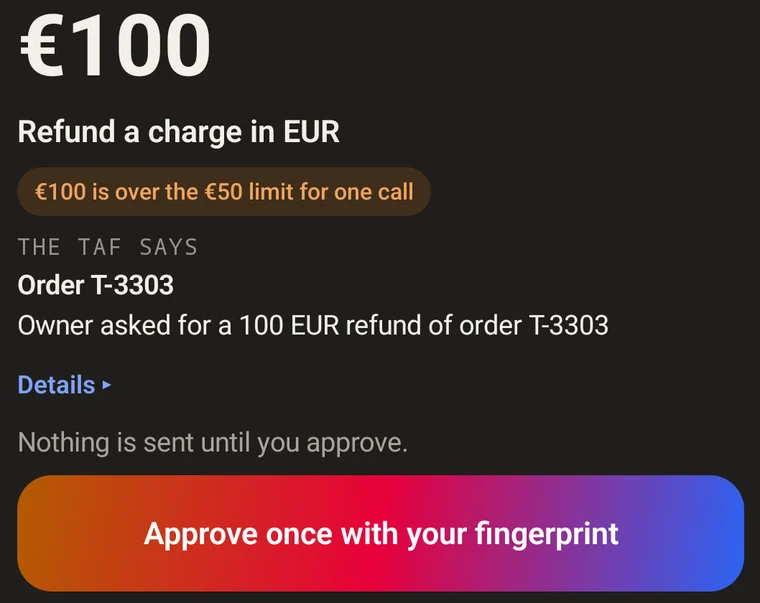 €100
Refund a charge in EUR
€100 is over the €50 limit for one call
THE TAF SAYS
Order T-3303
Owner asked for a 100 EUR refund of order T-3303
Details ▸
Nothing is sent until you approve.
Approve once with your fingerprint